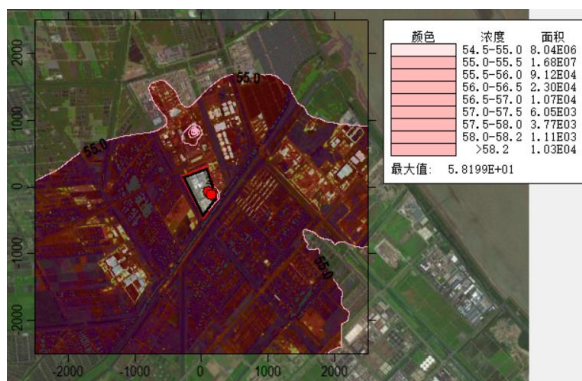 颜色 浓度 面积
54.5-55.0 8.04E06
55.0-55.5 1.68E07
55.5-56.0 9.12E04
56.0-56.5 2.30E04
56.5-57.0 1.07E04
57.0-57.5 6.05E03
57.5-58.0 3.77E03
58.0-58.2 1.11E03
>58.2 1.03E04
最大值: 5.8199E+01
2000
1000
0
-1000
-2000
55.0
55.0
55.0
-2000 -1000 0 1000 2000